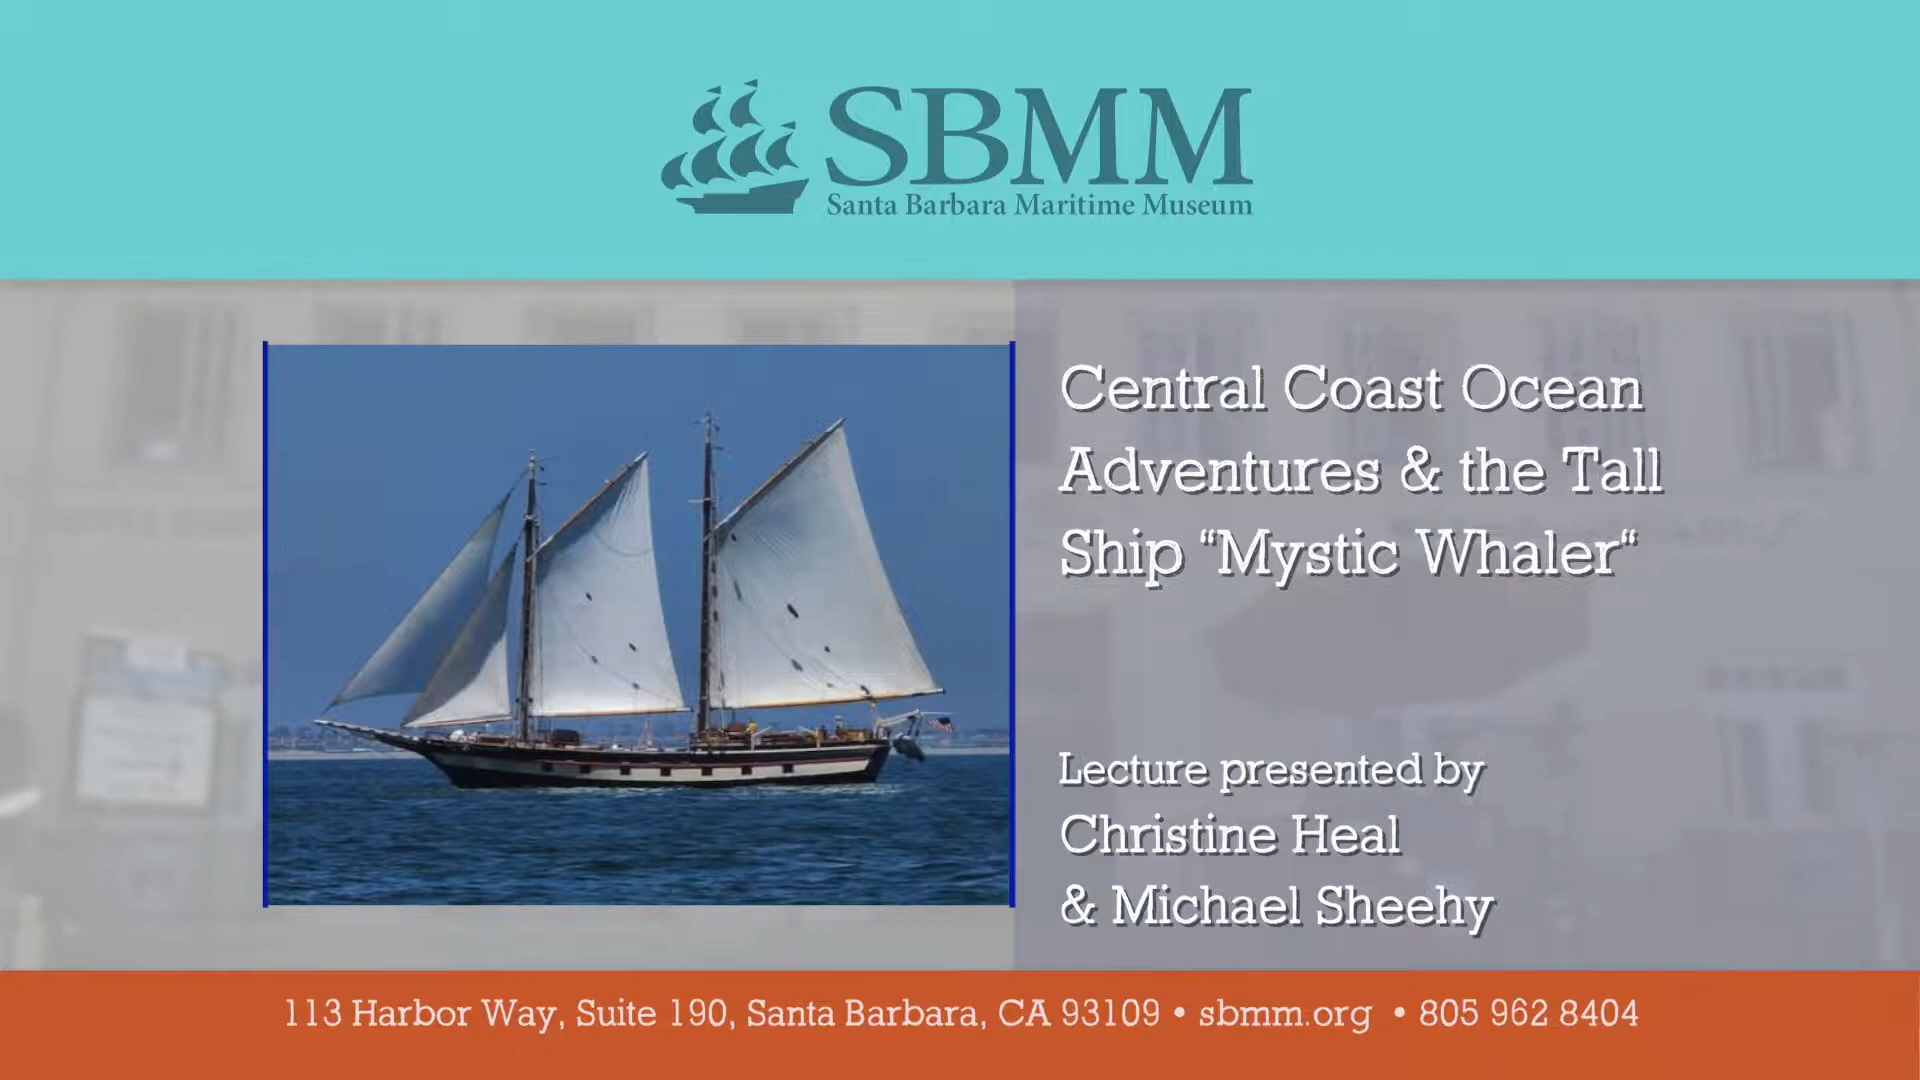 SBMM
Santa Barbara Maritime Museum
Central Coast Ocean
Adventures & the Tall
Ship “Mystic Whaler“
Lecture presented by
Christine Heal
& Michael Sheehy
113 Harbor Way, Suite 190, Santa Barbara, CA 93109 • sbmm.org • 805 962 8404